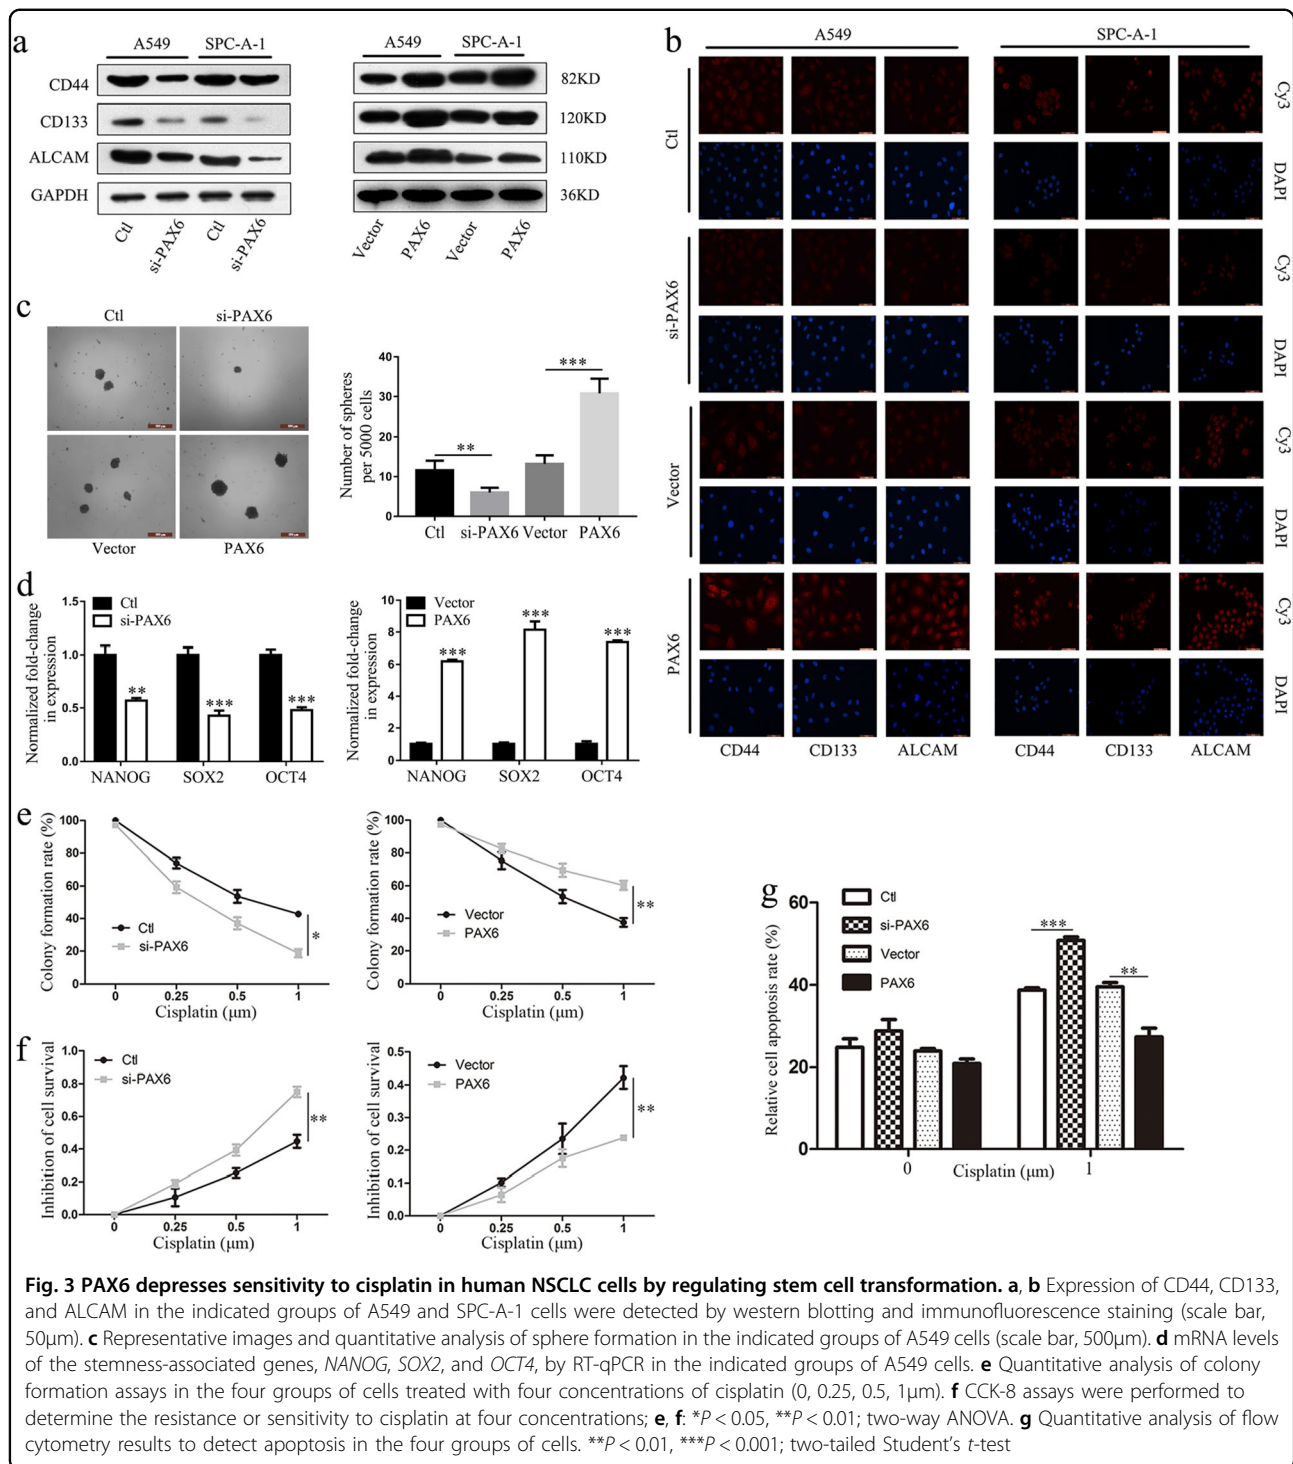 a
A549 SPC-A-1
CD44
CD133
ALCAM
GAPDH
Ctl si-PAX6 Ctl si-PAX6
A549 SPC-A-1
82KD
120KD
110KD
36KD
Vector PAX6 Vector PAX6
b
A549 SPC-A-1
Ctl
Cy3
DAPI
si-PAX6
Cy3
DAPI
Vector
Cy3
DAPI
PAX6
Cy3
DAPI
CD44 CD133 ALCAM CD44 CD133 ALCAM
c
Ctl si-PAX6
Vector PAX6
Number of spheres
per 5000 cells
40
30
20
10
0
** ***
Ctl si-PAX6 Vector PAX6
d
Normalized fold-change
in expression
1.5
1.0
0.5
0.0
Ctl
si-PAX6
** *** ***
NANOG SOX2 OCT4
Normalized fold-change
in expression
10
8
6
4
2
0
Vector
PAX6
*** *** ***
NANOG SOX2 OCT4
e
Colony formation rate (%)
100
80
60
40
20
0
Ctl
si-PAX6
*
0 0.25 0.5 1
Cisplatin (μm)
Colony formation rate (%)
100
80
60
40
20
0
Vector
PAX6
**
0 0.25 0.5 1
Cisplatin (μm)
f
Inhibition of cell survival
1.0
0.8
0.6
0.4
0.2
0.0
Ctl
si-PAX6
**
0 0.25 0.5 1
Cisplatin (μm)
Inhibition of cell survival
0.5
0.4
0.3
0.2
0.1
0.0
Vector
PAX6
**
0 0.25 0.5 1
Cisplatin (μm)
g
Relative cell apoptosis rate (%)
60
40
20
0
Ctl
si-PAX6
Vector
PAX6
*** **
0 Cisplatin (μm) 1
Fig. 3 PAX6 depresses sensitivity to cisplatin in human NSCLC cells by regulating stem cell transformation. a, b Expression of CD44, CD133,
and ALCAM in the indicated groups of A549 and SPC-A-1 cells were detected by western blotting and immunofluorescence staining (scale bar,
50μm). c Representative images and quantitative analysis of sphere formation in the indicated groups of A549 cells (scale bar, 500μm). d mRNA levels
of the stemness-associated genes, NANOG, SOX2, and OCT4, by RT-qPCR in the indicated groups of A549 cells. e Quantitative analysis of colony
formation assays in the four groups of cells treated with four concentrations of cisplatin (0, 0.25, 0.5, 1μm). f CCK-8 assays were performed to
determine the resistance or sensitivity to cisplatin at four concentrations; e, f: *P < 0.05, **P < 0.01; two-way ANOVA. g Quantitative analysis of flow
cytometry results to detect apoptosis in the four groups of cells. **P < 0.01, ***P < 0.001; two-tailed Student's t-test